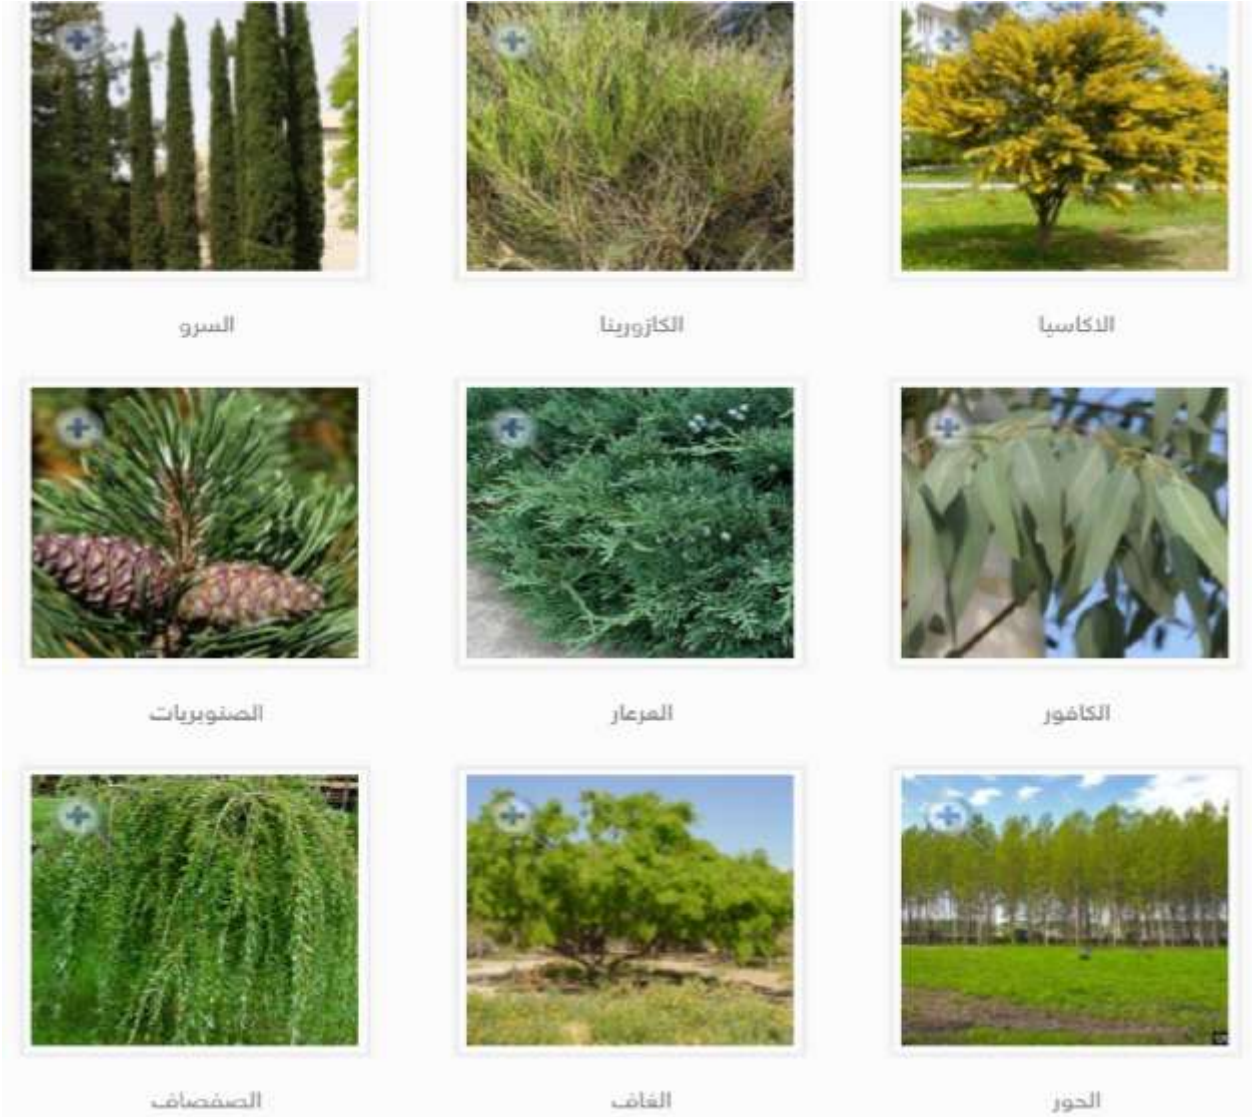 الاكاسيا
الكازورينا
السرو
الكافور
العرعار
الصنوبريات
الحور
الغاف
الصفصاف